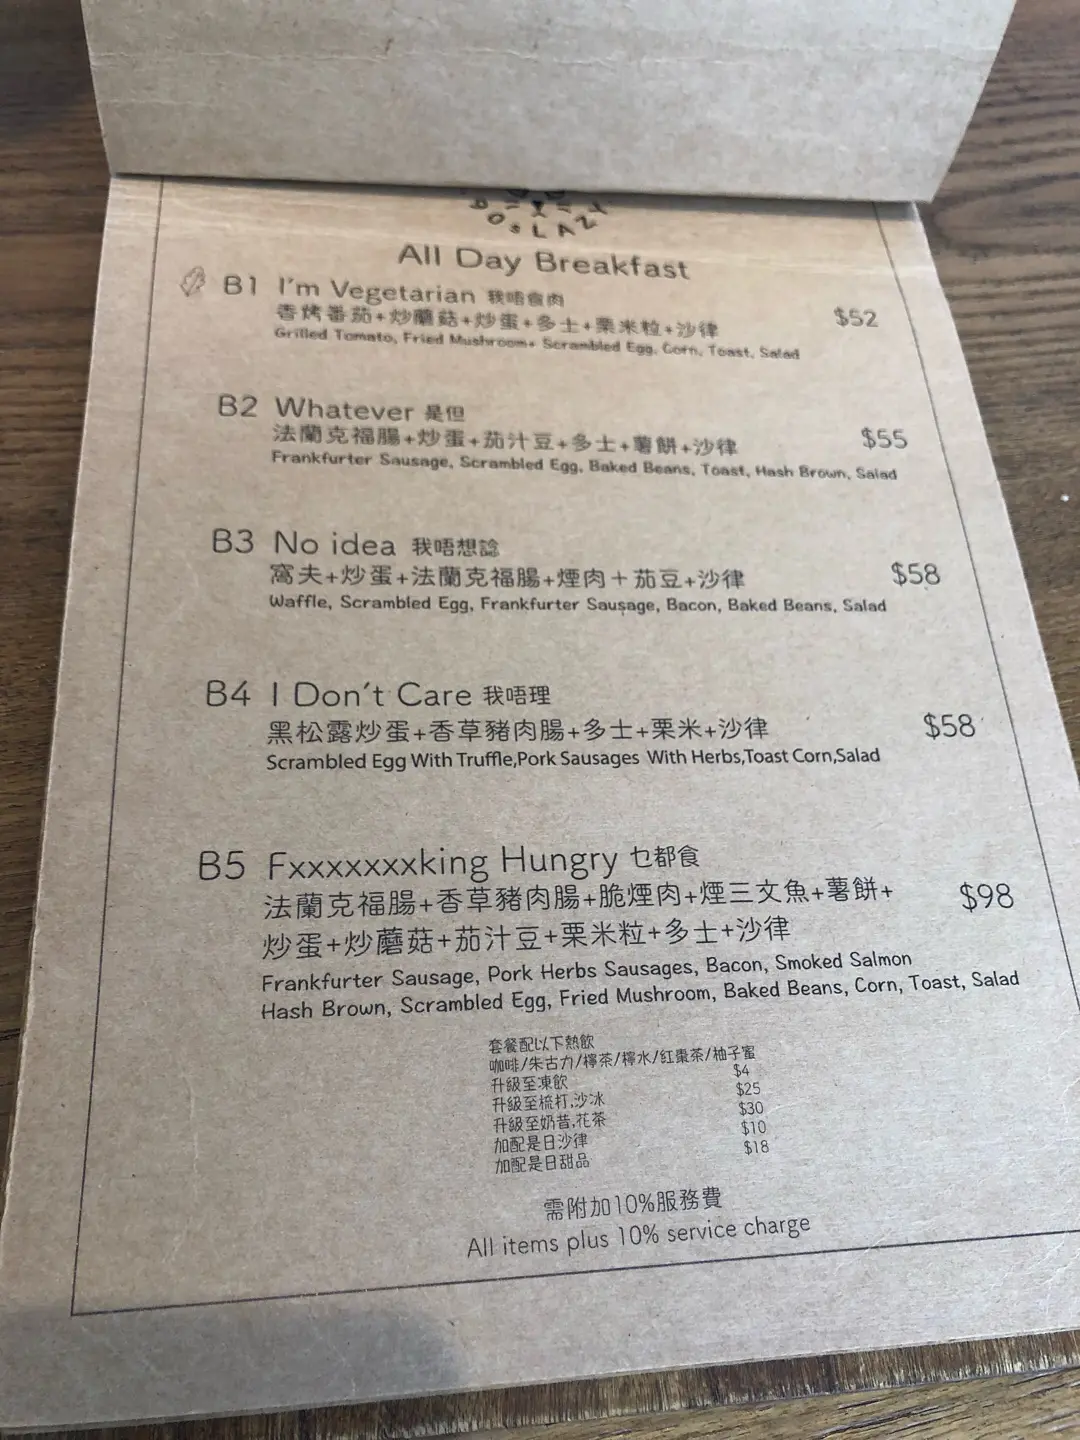 LAZY
All Day Breakfast
B1 I'm Vegetarian 我唔食肉
香烤番茄+炒蘑菇+炒蛋+多士+粟米粒+沙律
$52
Grilled Tomato, Fried Mushroom+ Scrambled Egg, Corn, Toast, Salad
B2 Whatever 是但
法蘭克福腸+炒蛋+茄汁豆+多士+薯餅+沙律
$55
Frankfurter Sausage, Scrambled Egg, Baked Beans, Toast, Hash Brown, Salad
B3 No idea 我唔想諗
窩夫+炒蛋+法蘭克福腸+煙肉+茄豆+沙律
$58
Waffle, Scrambled Egg, Frankfurter Sausage, Bacon, Baked Beans, Salad
B4 I Don't Care 我唔理
黑松露炒蛋+香草豬肉腸+多士+粟米+沙律
$58
Scrambled Egg With Truffle,Pork Sausages With Herbs,Toast Corn,Salad
B5 Fxxxxxxxking Hungry 乜都食
法蘭克福腸+香草豬肉腸+脆煙肉+煙三文魚+薯餅+
$98
炒蛋+炒蘑菇+茄汁豆+粟米粒+多士+沙律
Frankfurter Sausage, Pork Herbs Sausages, Bacon, Smoked Salmon
Hash Brown, Scrambled Egg, Fried Mushroom, Baked Beans, Corn, Toast, Salad
套餐配以下熱飲
咖啡/朱古力/檸茶/檸水/紅棗茶/柚子蜜
升級至凍飲 $4
升級至梳打,沙冰 $25
升級至奶昔,花茶 $30
加配是日沙律 $10
加配是日甜品 $18
需附加10%服務費
All items plus 10% service charge